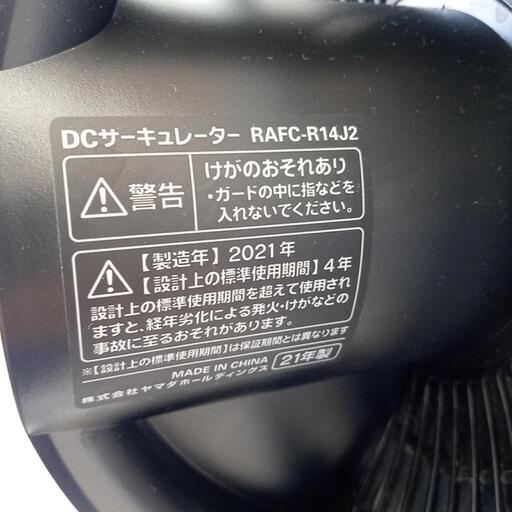 DCサーキュレーター RAFC-R14J2
警告
けがのおそれあり
・ガードの中に指などを
入れないでください。
【製造年】2021年
【設計上の標準使用期間】4年
設計上の標準使用期間を超えて使用され
ますと、経年劣化による発火・けがなどの
事故に至るおそれがあります。
※【設計上の標準使用期間】は保証期間とは異なります
MADE IN CHINA
株式会社ヤマダホールディングス
21年製